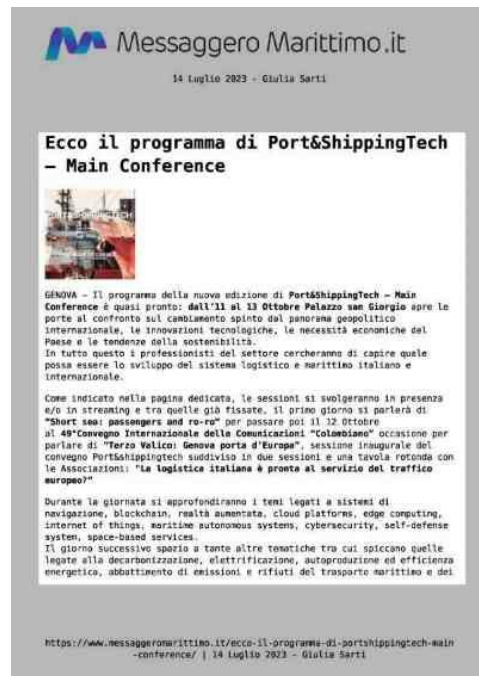 Messaggero Marittimo.it
14 Luglio 2023 - Giulia Sarti
Ecco il programma di Port&ShippingTech
– Main Conference
PORT&SHIPPINGTECH
GENOVA – Il programma della nuova edizione di Port&ShippingTech – Main
Conference è quasi pronto: dall'11 al 13 Ottobre Palazzo san Giorgio apre le
porte al confronto sul cambiamento spinto dal panorama geopolitico
internazionale, le innovazioni tecnologiche, le necessità economiche del
Paese e le tendenze della sostenibilità.
In tutto questo i professionisti del settore cercheranno di capire quale
possa essere lo sviluppo del sistema logistico e marittimo italiano e
internazionale.
Come indicato nella pagina dedicata, le sessioni si svolgeranno in presenza
e/o in streaming e tra quelle già fissate, il primo giorno si parlerà di
"Short sea: passengers and ro-ro" per passare poi il 12 Ottobre
al 49°Convegno Internazionale della Comunicazioni "Colombiano" occasione per
parlare di "Terzo Valico: Genova porta d'Europa", sessione inaugurale del
convegno Port&shippingtech suddiviso in due sessioni e una tavola rotonda con
le Associazioni: "La logistica italiana è pronta al servizio del traffico
europeo?"
Durante la giornata si approfondiranno i temi legati a sistemi di
navigazione, blockchain, realtà aumentata, cloud platforms, edge computing,
internet of things, maritime autonomous systems, cybersecurity, self-defense
system, space-based services.
Il giorno successivo spazio a tante altre tematiche tra cui spiccano quelle
legate alla decarbonizzazione, elettrificazione, autoproduzione ed efficienza
energetica, abbattimento di emissioni e rifiuti del trasporto marittimo e dei
https://www.messaggeromarittimo.it/ecco-il-programma-di-portshippingtech-main
-conference/ | 14 Luglio 2023 - Giulia Sarti